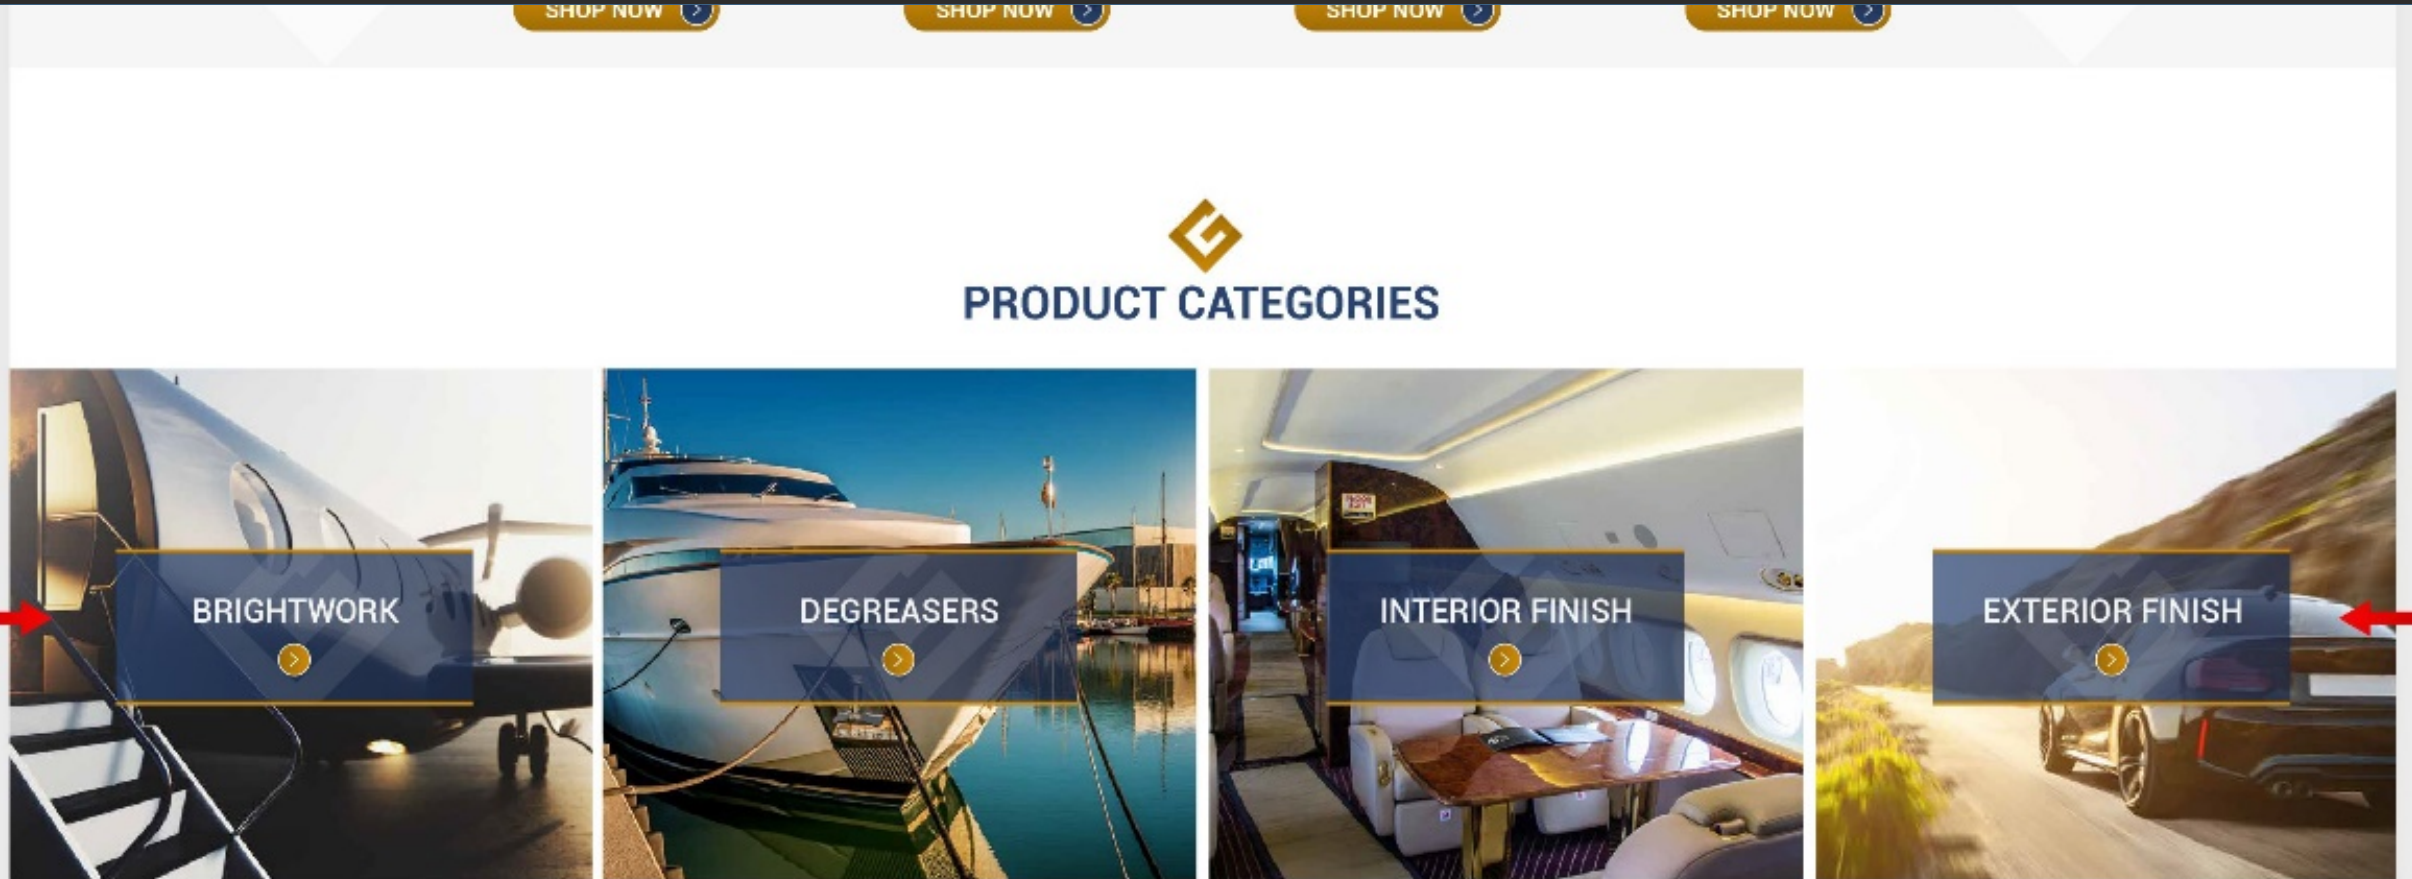 SHOP NOW
SHOP NOW
SHOP NOW
SHOP NOW
PRODUCT CATEGORIES
BRIGHTWORK
DEGREASERS
INTERIOR FINISH
EXTERIOR FINISH